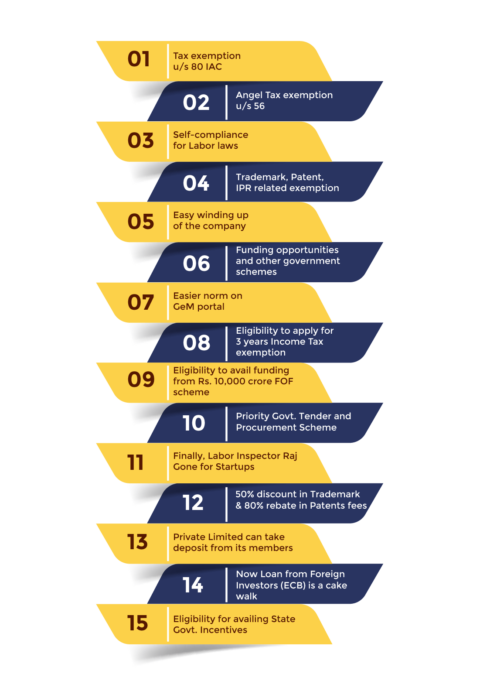 01
Tax exemption
u/s 80 IAC
02
Angel Tax exemption
u/s 56
03
Self-compliance
for Labor laws
04
Trademark, Patent,
IPR related exemption
05
Easy winding up
of the company
06
Funding opportunities
and other government
schemes
07
Easier norm on
GeM portal
08
Eligibility to apply for
3 years Income Tax
exemption
09
Eligibility to avail funding
from Rs. 10,000 crore FOF
scheme
10
Priority Govt. Tender and
Procurement Scheme
11
Finally, Labor Inspector Raj
Gone for Startups
12
50% discount in Trademark
& 80% rebate in Patents fees
13
Private Limited can take
deposit from its members
14
Now Loan from Foreign
Investors (ECB) is a cake
walk
15
Eligibility for availing State
Govt. Incentives